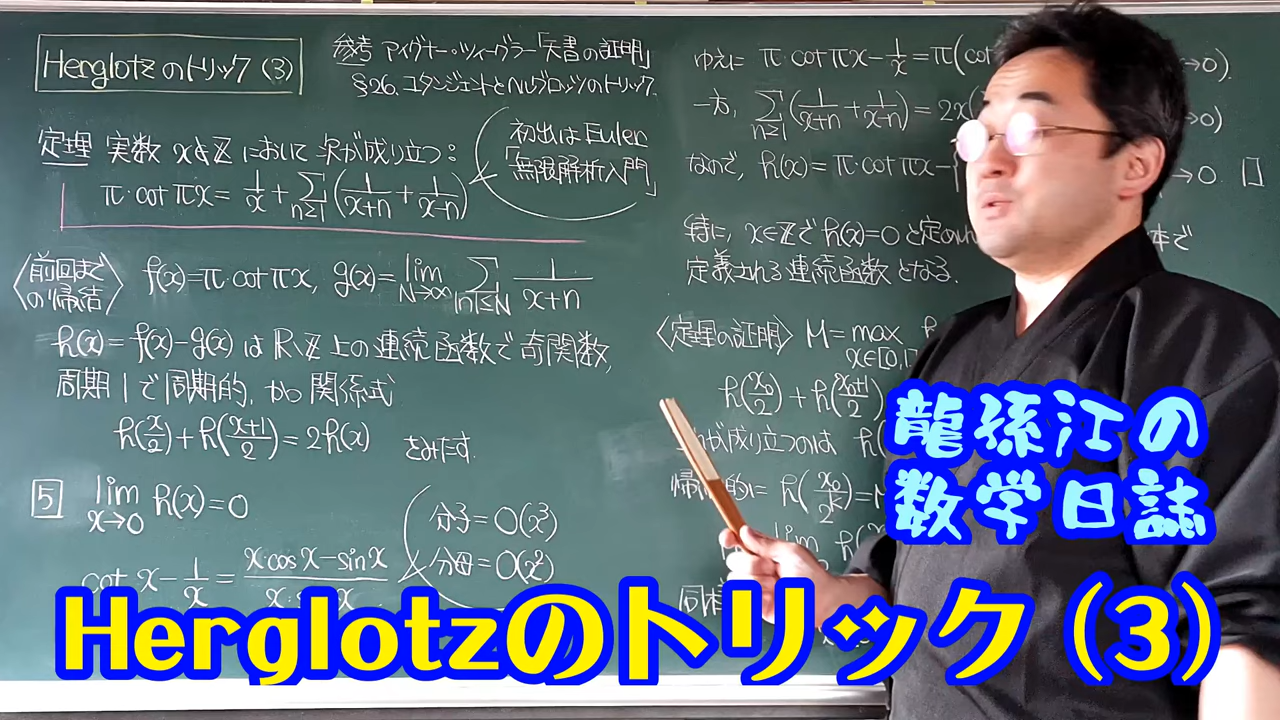 Herglotzのトリック(3)
参考 アイグナー・ツィーグラー「天書の証明」
§26. コタンジェントとヘルグロッツのトリック.
定理 実数 x∉ℤ において 次が成り立つ:
π·cot πx = 1/x + Σ_{n≥1} (1/(x+n) + 1/(x-n))
初出は Euler
「無限解析入門」
〈前回まで
の帰結〉
f(x)=π·cot πx, g(x)= lim_{N→∞} Σ_{|n|≤N} 1/(x+n)
h(x)=f(x)-g(x) は ℝ∖ℤ 上の連続函数で奇関数,
周期1で周期的, かつ関係式
h(x/2)+h((x+1)/2)=2h(x) をみたす.
5 lim_{x→0} h(x)=0
cot x - 1/x = (x·cos x - sin x)/
分子=O(x³)
分母=O(x²)
ゆえに π·cot πx - 1/x = π(cot →0).
一方, Σ_{n≥1} (1/(x+n) + 1/(x-n)) = 2x( →0)
なので, h(x)=π·cot πx- →0. □
特に, x∈ℤで h(x)=0 と定め
定義される連続函数となる.
〈定理の証明〉 M = max_{x∈[0,1
h(x₀/2)+h((x₀+1)/2)
が成り立つのは h(
帰 的に h(x₀/2^k)=M
lim h(
龍孫江の
数学日誌
Herglotzのトリック(3)